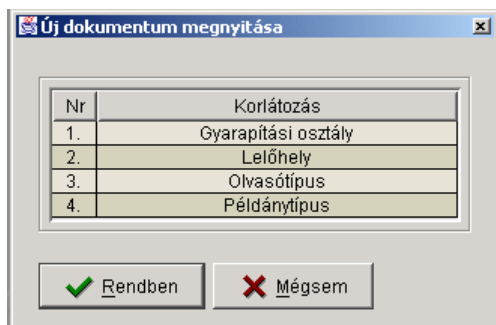 Új dokumentum megnyitása
Nr Korlátozás
1. Gyarapítási osztály
2. Lelőhely
3. Olvasótípus
4. Példánytípus
Rendben Mégsem